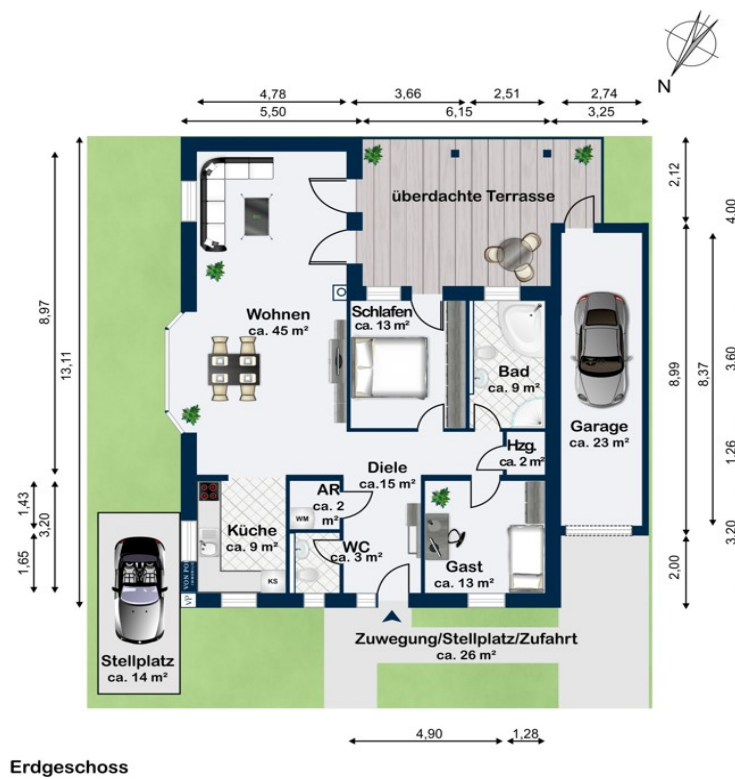 N
4,78
3,66
2,51
2,74
5,50
6,15
3,25
überdachte Terrasse
2,12
4,00
8,97
13,11
Wohnen
ca. 45 m²
Schlafen
ca. 13 m²
Bad
ca. 9 m²
Garage
ca. 23 m²
8,99
8,37
3,60
1,26
Diele
ca.15 m²
Hzg.
ca. 2 m²
1,43
3,20
1,65
AR
ca. 2
m²
WM
Küche
ca. 9 m²
KS
WC
ca. 3 m²
Gast
ca. 13 m²
2,00
3,20
VON PO
VP
Stellplatz
ca. 14 m²
Zuwegung/Stellplatz/Zufahrt
ca. 26 m²
4,90
1,28
Erdgeschoss